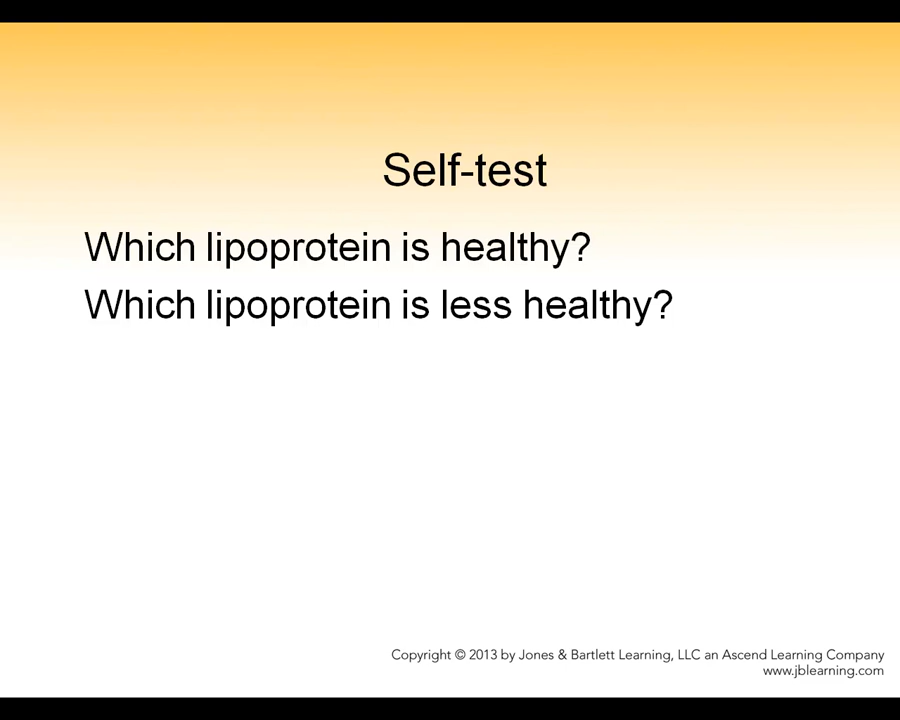 Self-test
Which lipoprotein is healthy?
Which lipoprotein is less healthy?
Copyright © 2013 by Jones & Bartlett Learning, LLC an Ascend Learning Company
www.jblearning.com